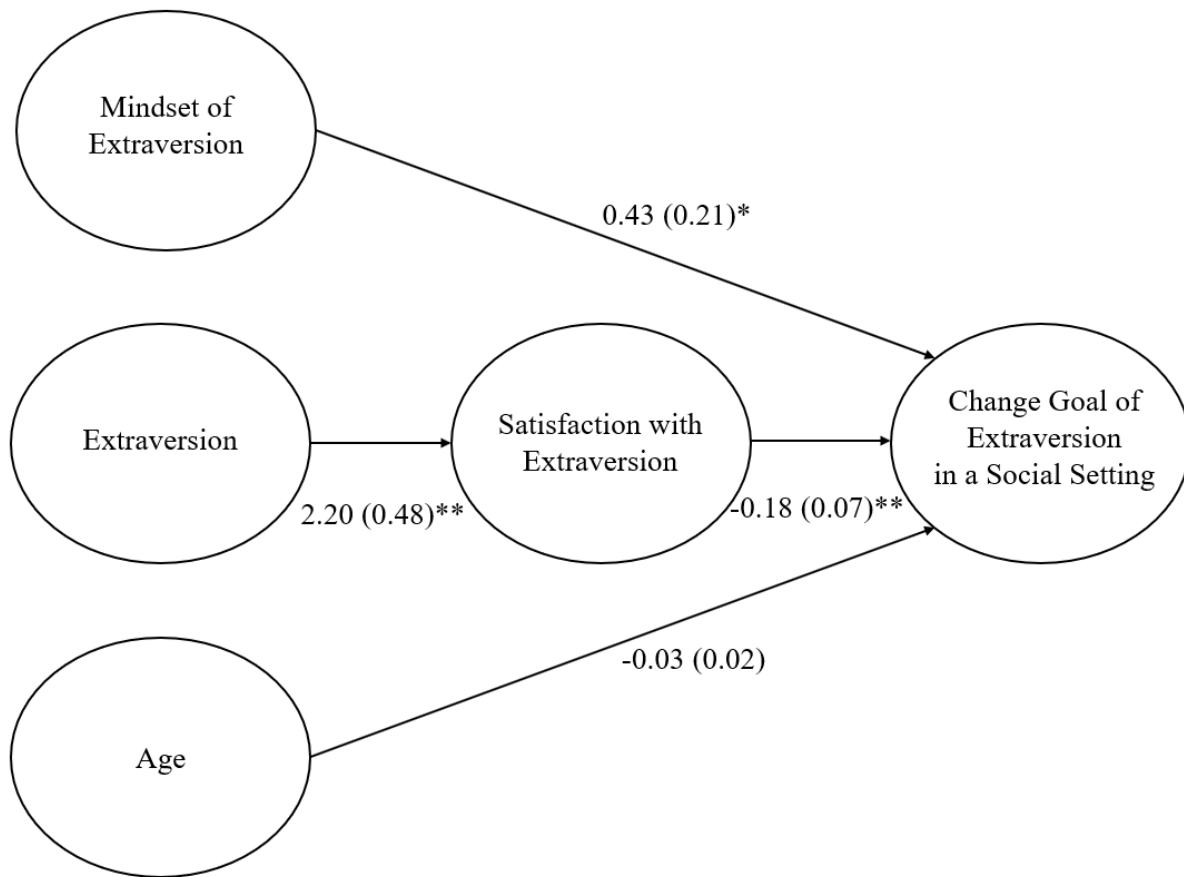 Mindset of
Extraversion
0.43 (0.21)*
Extraversion
2.20 (0.48)**
Satisfaction with
Extraversion
-0.18 (0.07)**
Change Goal of
Extraversion
in a Social Setting
Age
-0.03 (0.02)